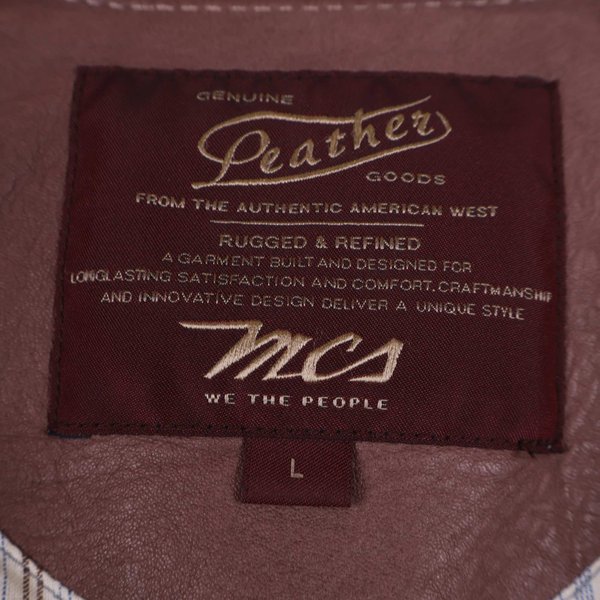 GENUINE
Leather
GOODS
FROM THE AUTHENTIC AMERICAN WEST
RUGGED & REFINED
A GARMENT BUILT AND DESIGNED FOR
LONGLASTING SATISFACTION AND COMFORT. CRAFTMANSHIP
AND INNOVATIVE DESIGN DELIVER A UNIQUE STYLE
mcs
WE THE PEOPLE
L